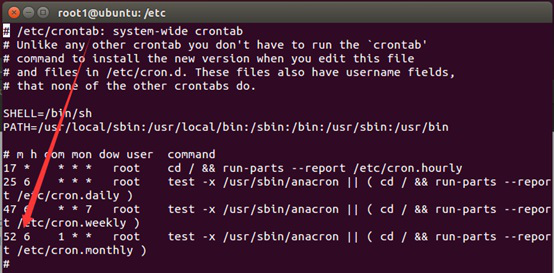 root1@ubuntu: /etc
# /etc/crontab: system-wide crontab
# Unlike any other crontab you don't have to run the `crontab'
# command to install the new version when you edit this file
# and files in /etc/cron.d. These files also have username fields,
# that none of the other crontabs do.
SHELL=/bin/sh
PATH=/usr/local/sbin:/usr/local/bin:/sbin:/bin:/usr/sbin:/usr/bin
# m h dom mon dow user  command
17 *    * * *   root    cd / && run-parts --report /etc/cron.hourly
25 6    * * *   root    test -x /usr/sbin/anacron || ( cd / && run-parts --repor
t /etc/cron.daily )
47      * * 7   root    test -x /usr/sbin/anacron || ( cd / && run-parts --repor
t /etc/cron.weekly )
52 6    1 * *   root    test -x /usr/sbin/anacron || ( cd / && run-parts --repor
t /etc/cron.monthly )
#